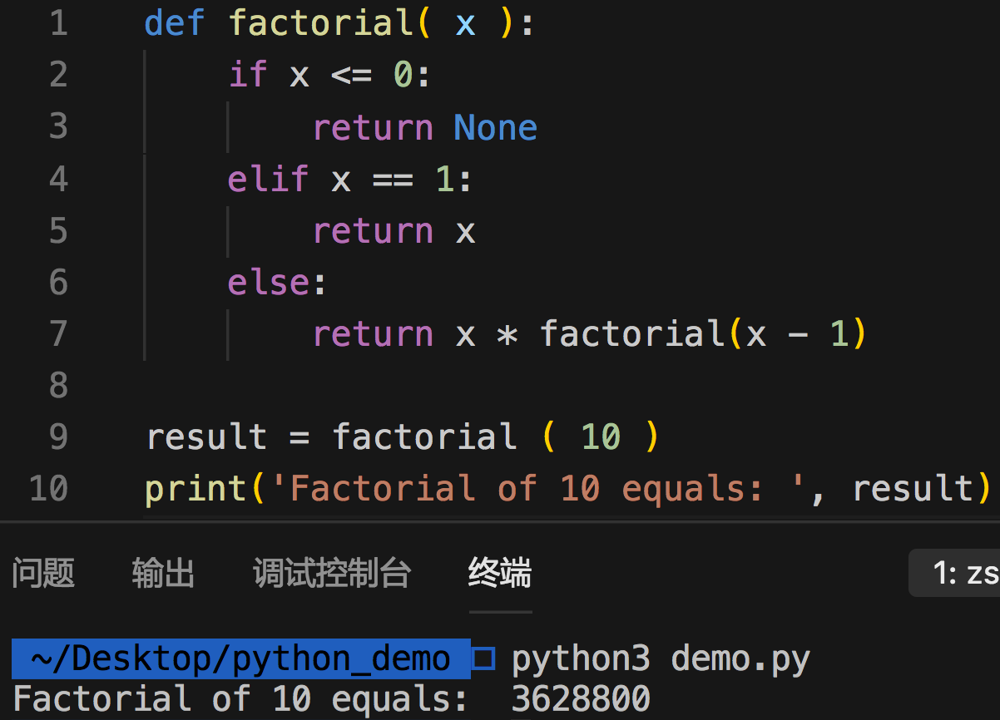 1 def factorial( x ):
2     if x <= 0:
3         return None
4     elif x == 1:
5         return x
6     else:
7         return x * factorial(x - 1)
8
9 result = factorial ( 10 )
10 print('Factorial of 10 equals: ', result)
问题 输出 调试控制台 终端 1: zs
~/Desktop/python_demo python3 demo.py
Factorial of 10 equals:  3628800